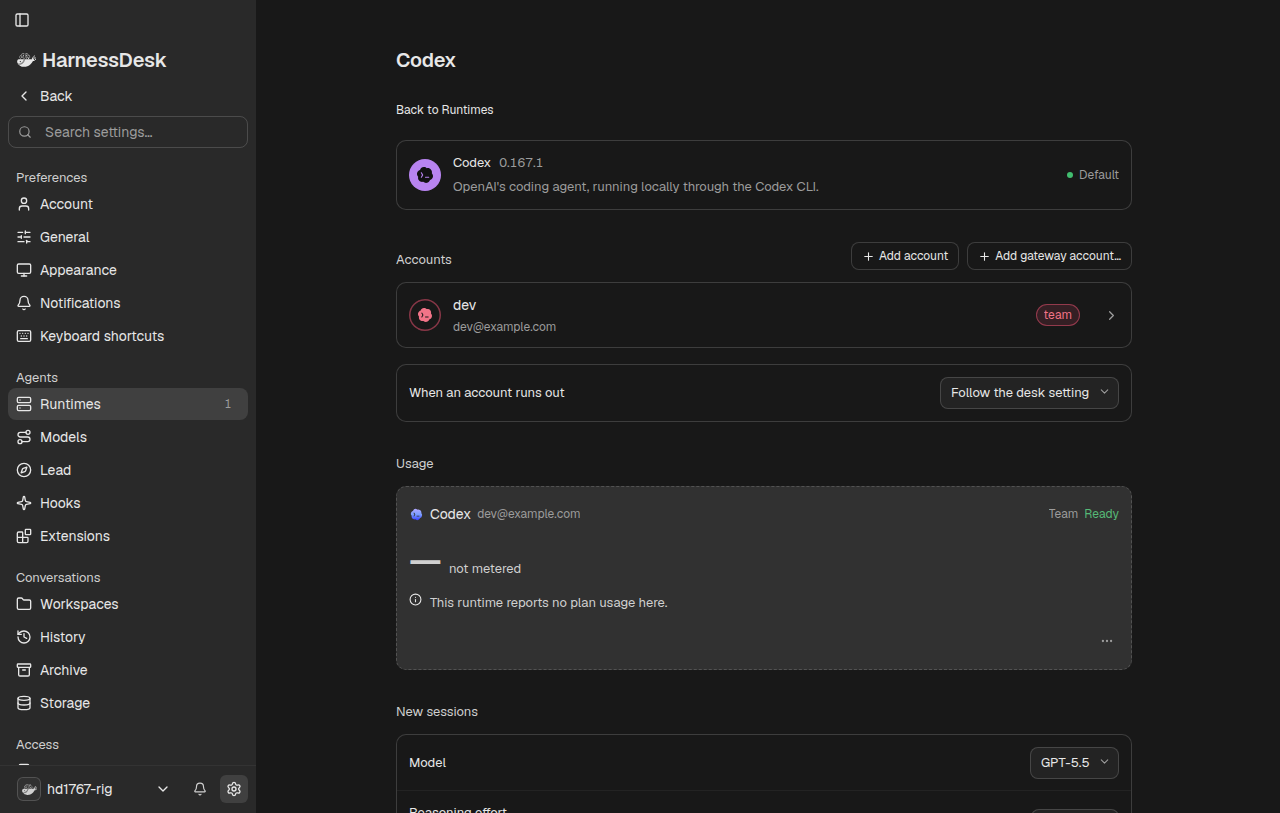 HarnessDesk
Back
Search settings...
Preferences
Account
General
Appearance
Notifications
Keyboard shortcuts
Agents
Runtimes 1
Models
Lead
Hooks
Extensions
Conversations
Workspaces
History
Archive
Storage
Access
hd1767-rig
Codex
Back to Runtimes
Codex 0.167.1
OpenAI's coding agent, running locally through the Codex CLI.
Default
Accounts
+ Add account
+ Add gateway account...
dev
dev@example.com
team
When an account runs out
Follow the desk setting
Usage
Codex dev@example.com
Team Ready
— not metered
This runtime reports no plan usage here.
...
New sessions
Model
GPT-5.5
Reasoning effort